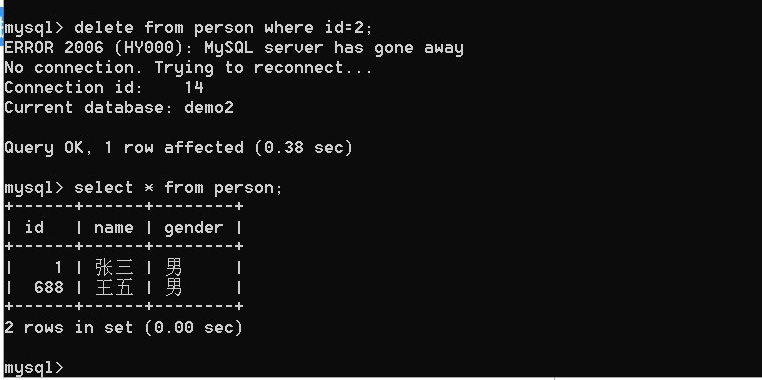 mysql> delete from person where id=2;
ERROR 2006 (HY000): MySQL server has gone away
No connection. Trying to reconnect...
Connection id:    14
Current database: demo2
Query OK, 1 row affected (0.38 sec)
mysql> select * from person;
+------+------+--------+
| id   | name | gender |
+------+------+--------+
|    1 | 张三 | 男     |
|  688 | 王五 | 男     |
+------+------+--------+
2 rows in set (0.00 sec)
mysql>